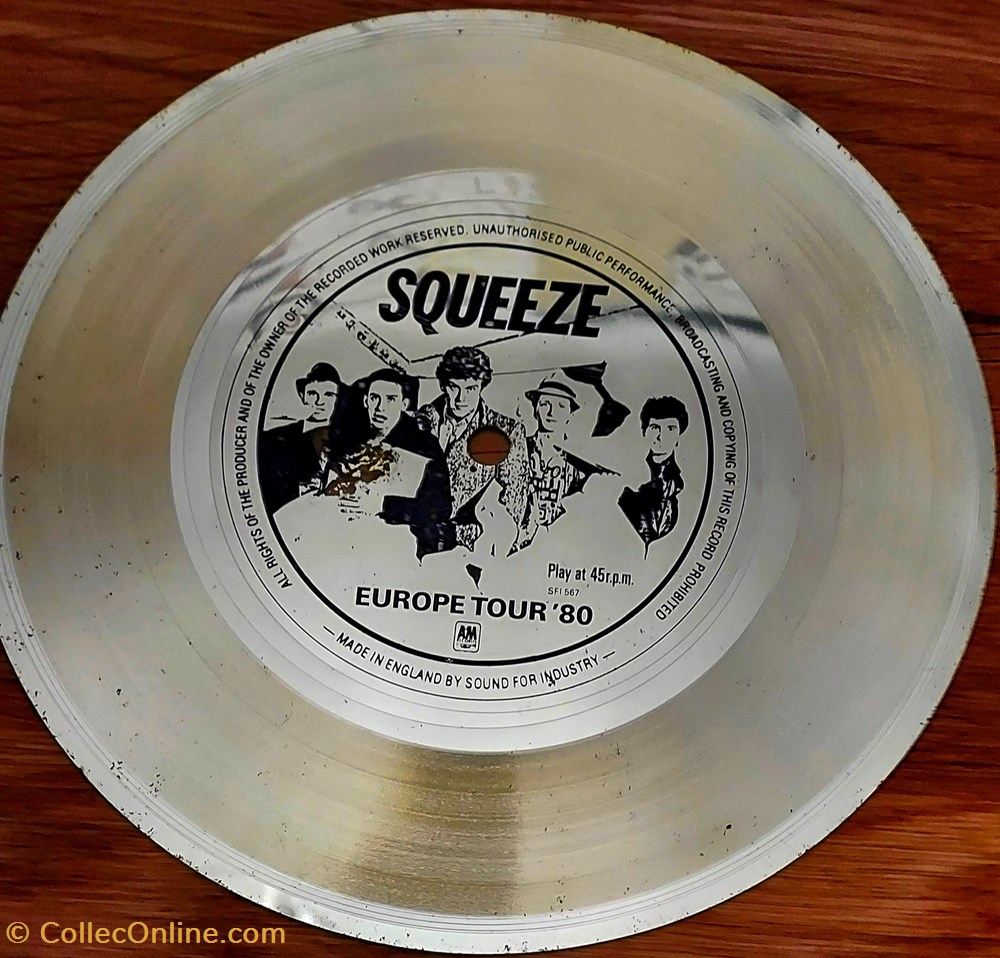 ALL RIGHTS OF THE PRODUCER AND OF THE OWNER OF THE RECORDED WORK RESERVED. UNAUTHORISED PUBLIC PERFORMANCE, BROADCASTING AND COPYING OF THIS RECORD PROHIBITED
SQUEEZE
Play at 45r.p.m.
SFI 567
EUROPE TOUR '80
A&M
— MADE IN ENGLAND BY SOUND FOR INDUSTRY —
© CollecOnline.com